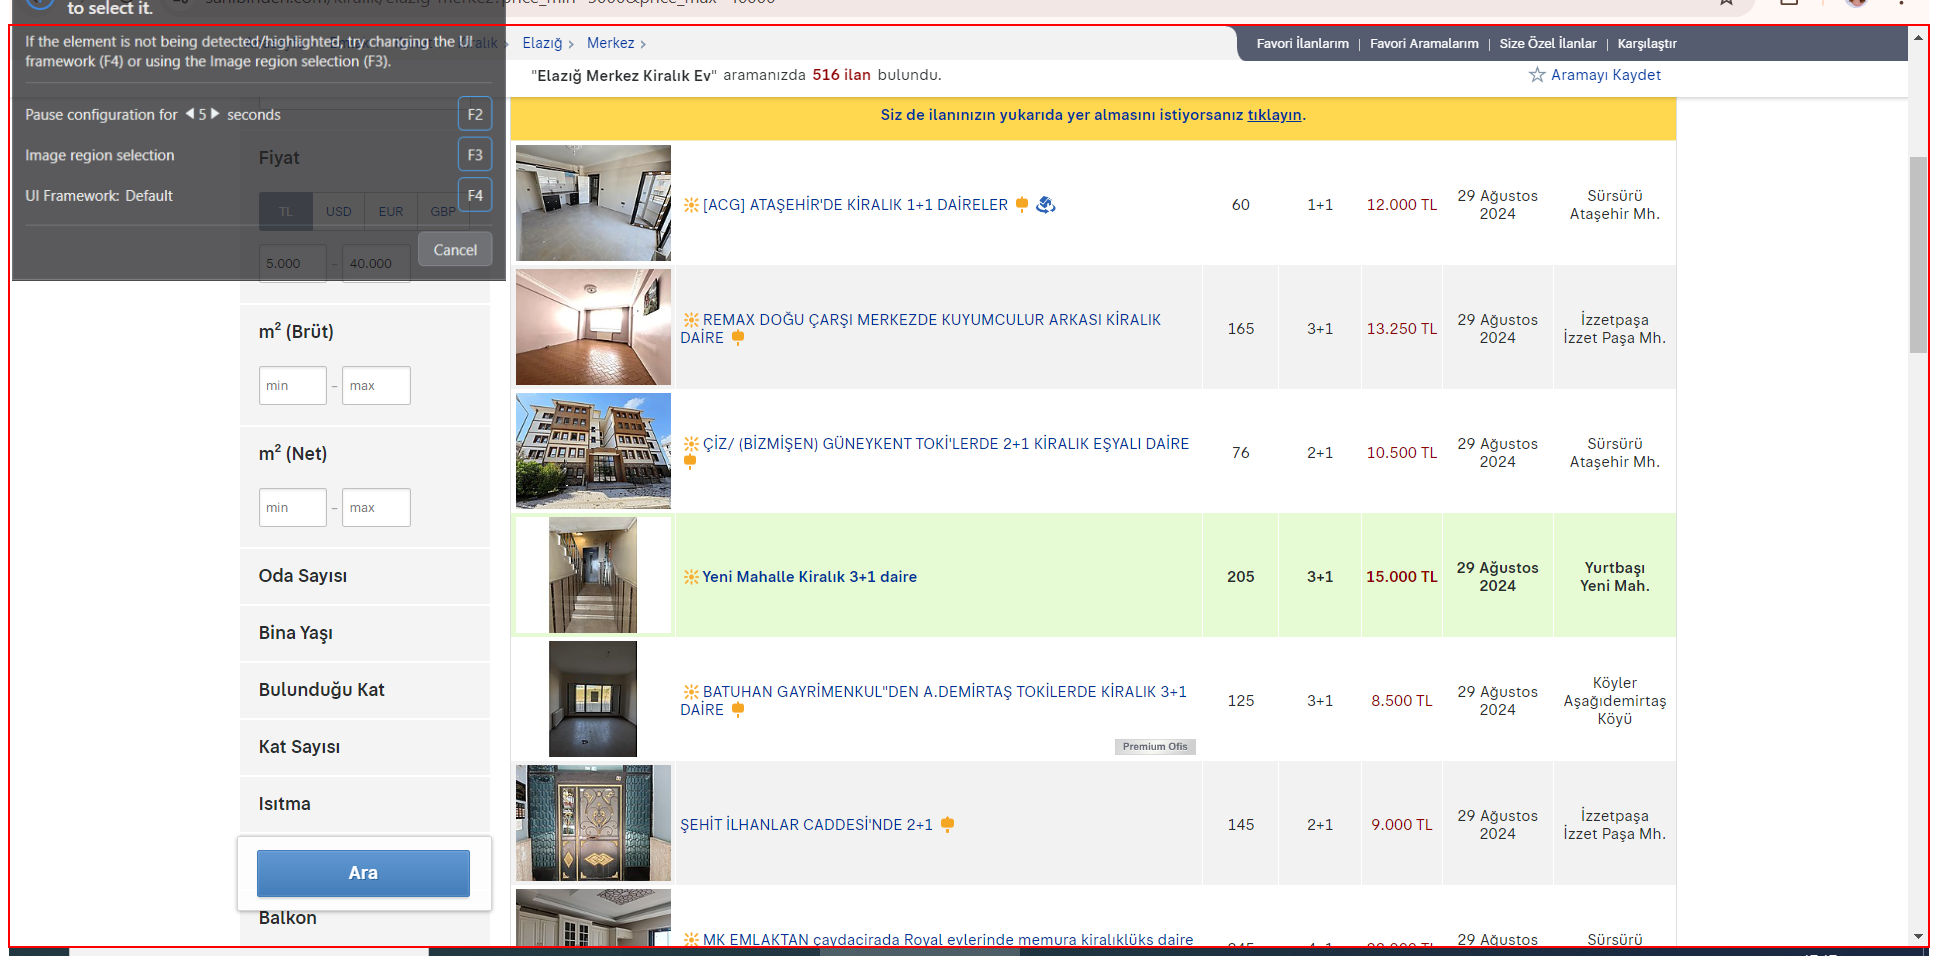 to select it.
If the element is not being detected/highlighted, try changing the UI
framework (F4) or using the Image region selection (F3).
Pause configuration for 5 seconds F2
Image region selection F3
UI Framework: Default F4
Cancel
Elazığ Merkez
Favori İlanlarım | Favori Aramalarım | Size Özel İlanlar | Karşılaştır
"Elazığ Merkez Kiralık Ev" aramanızda 516 ilan bulundu.
Aramayı Kaydet
Siz de ilanınızın yukarıda yer almasını istiyorsanız tıklayın.
Fiyat
TL USD EUR GBP
5.000 - 40.000
m² (Brüt)
min - max
m² (Net)
min - max
Oda Sayısı
Bina Yaşı
Bulunduğu Kat
Kat Sayısı
Isıtma
Ara
Balkon
[ACG] ATAŞEHİR'DE KİRALIK 1+1 DAİRELER
60
1+1
12.000 TL
29 Ağustos
2024
Sürsürü
Ataşehir Mh.
REMAX DOĞU ÇARŞI MERKEZDE KUYUMCULUR ARKASI KİRALIK
DAİRE
165
3+1
13.250 TL
29 Ağustos
2024
İzzetpaşa
İzzet Paşa Mh.
ÇİZ/ (BİZMİŞEN) GÜNEYKENT TOKİ'LERDE 2+1 KİRALIK EŞYALI DAİRE
76
2+1
10.500 TL
29 Ağustos
2024
Sürsürü
Ataşehir Mh.
Yeni Mahalle Kiralık 3+1 daire
205
3+1
15.000 TL
29 Ağustos
2024
Yurtbaşı
Yeni Mah.
BATUHAN GAYRİMENKUL"DEN A.DEMİRTAŞ TOKİLERDE KİRALIK 3+1
DAİRE
Premium Ofis
125
3+1
8.500 TL
29 Ağustos
2024
Köyler
Aşağıdemirtaş
Köyü
ŞEHİT İLHANLAR CADDESİ'NDE 2+1
145
2+1
9.000 TL
29 Ağustos
2024
İzzetpaşa
İzzet Paşa Mh.
MK EMLAKTAN çaydaçirada Royal evlerinde memura kiralıklüks daire
29 Ağustos
Sürsürü